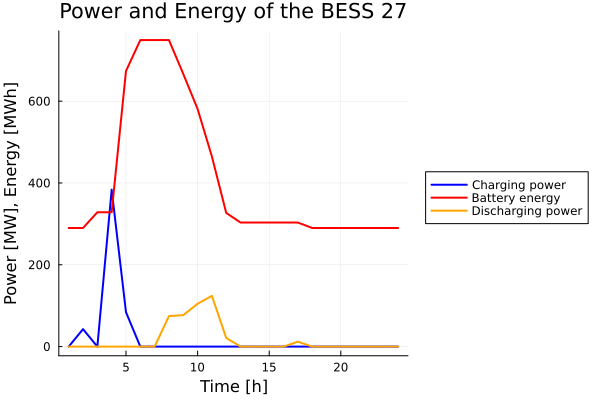 Power and Energy of the BESS 27
Power [MW], Energy [MWh]
600
400
200
0
5
10
15
20
Time [h]
Charging power
Battery energy
Discharging power